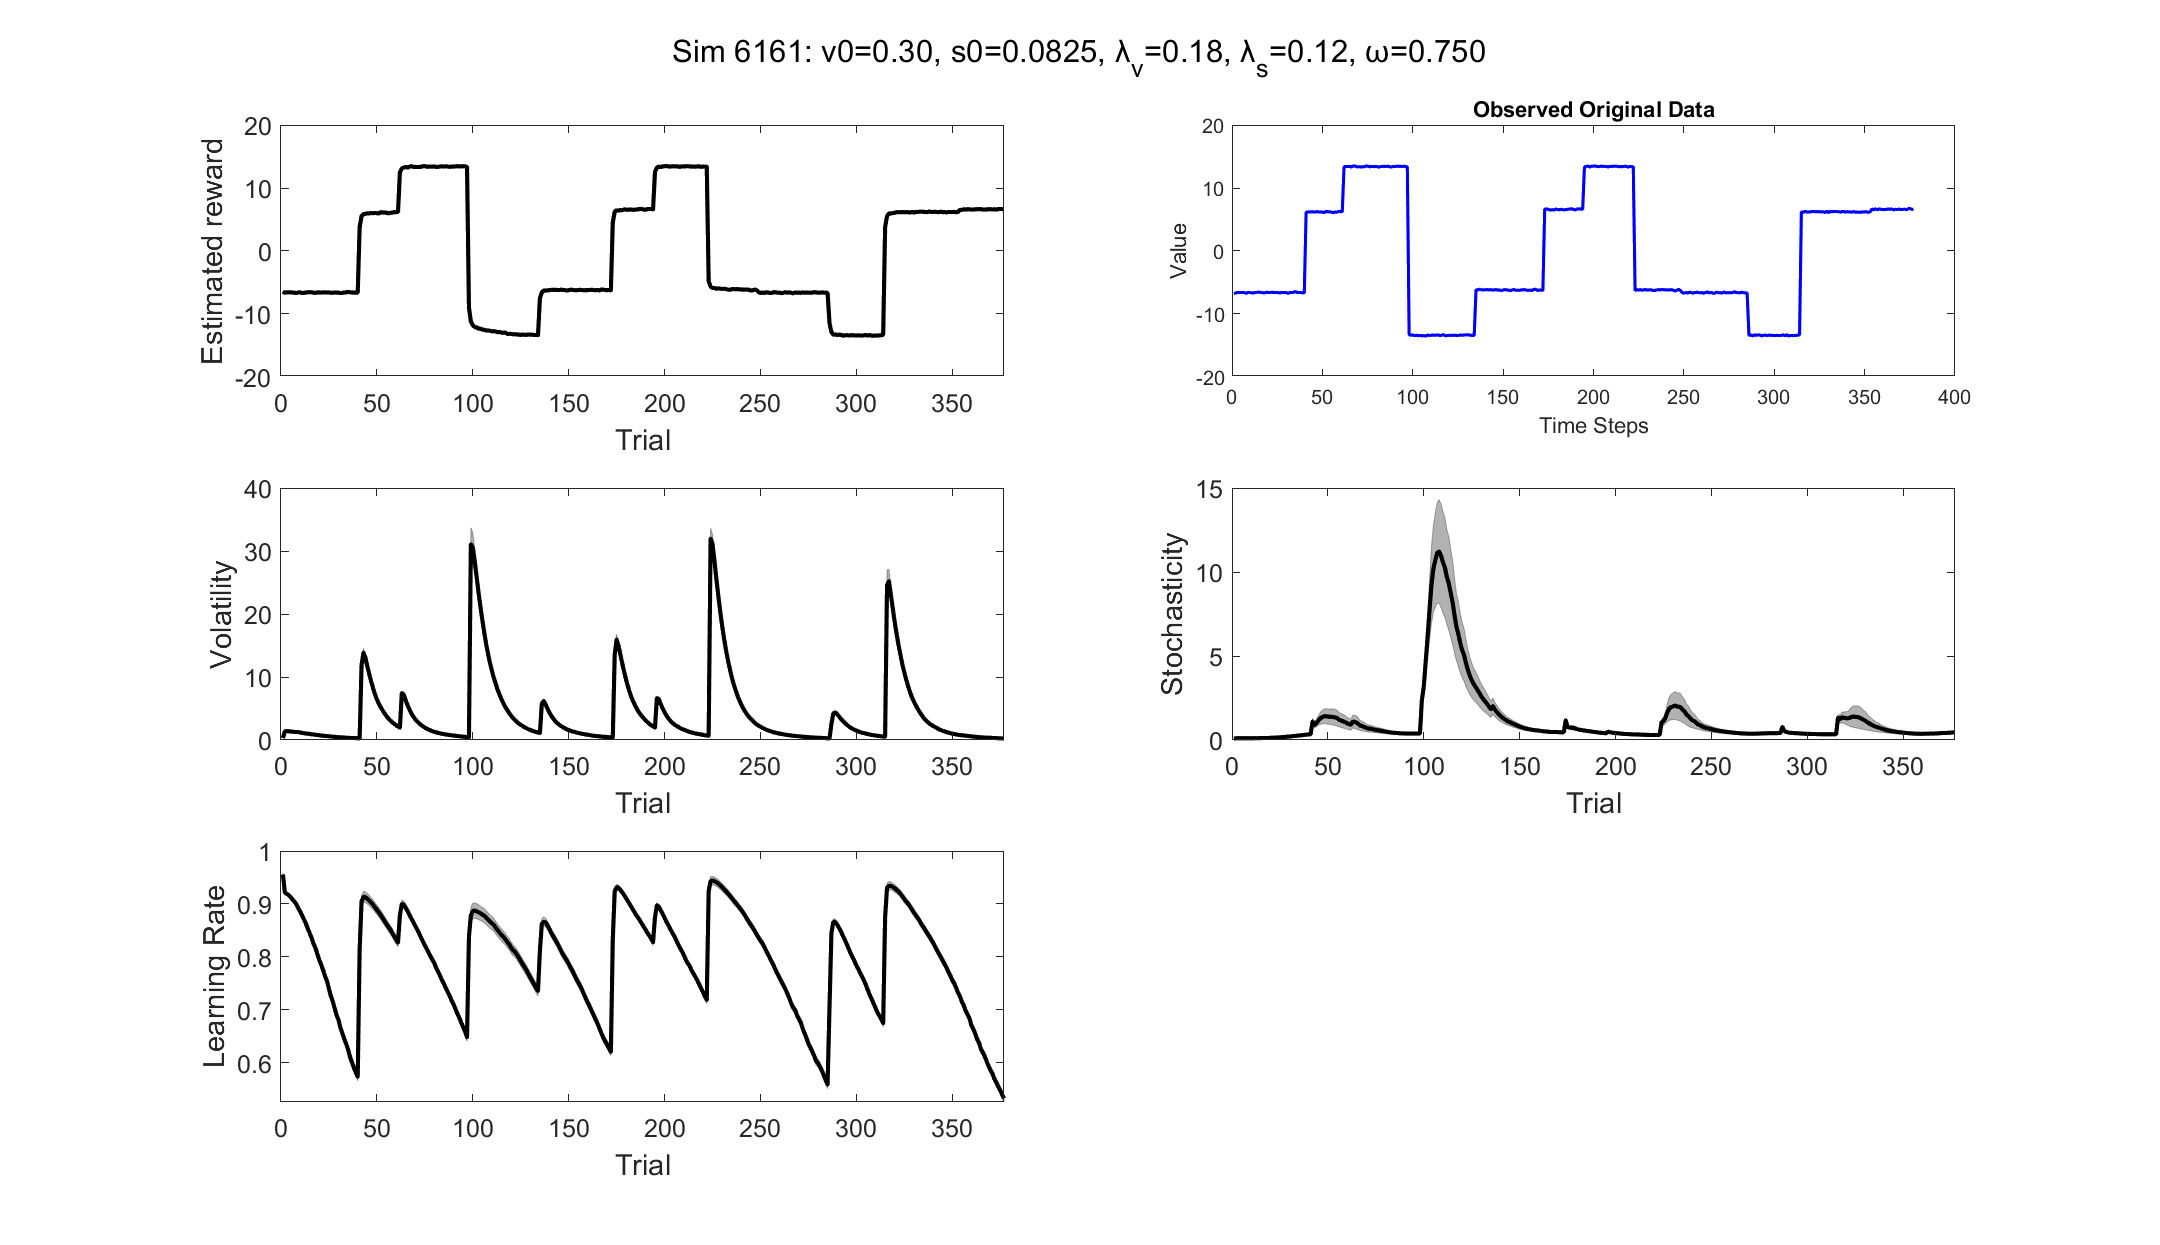 Sim 6161: v0=0.30, s0=0.0825, λ_v=0.18, λ_s=0.12, ω=0.750
Estimated reward
20
10
0
-10
-20
0 50 100 150 200 250 300 350
Trial
Observed Original Data
Value
20
10
0
-10
-20
0 50 100 150 200 250 300 350 400
Time Steps
Volatility
40
30
20
10
0
0 50 100 150 200 250 300 350
Trial
Stochasticity
15
10
5
0
0 50 100 150 200 250 300 350
Trial
Learning Rate
1
0.9
0.8
0.7
0.6
0 50 100 150 200 250 300 350
Trial